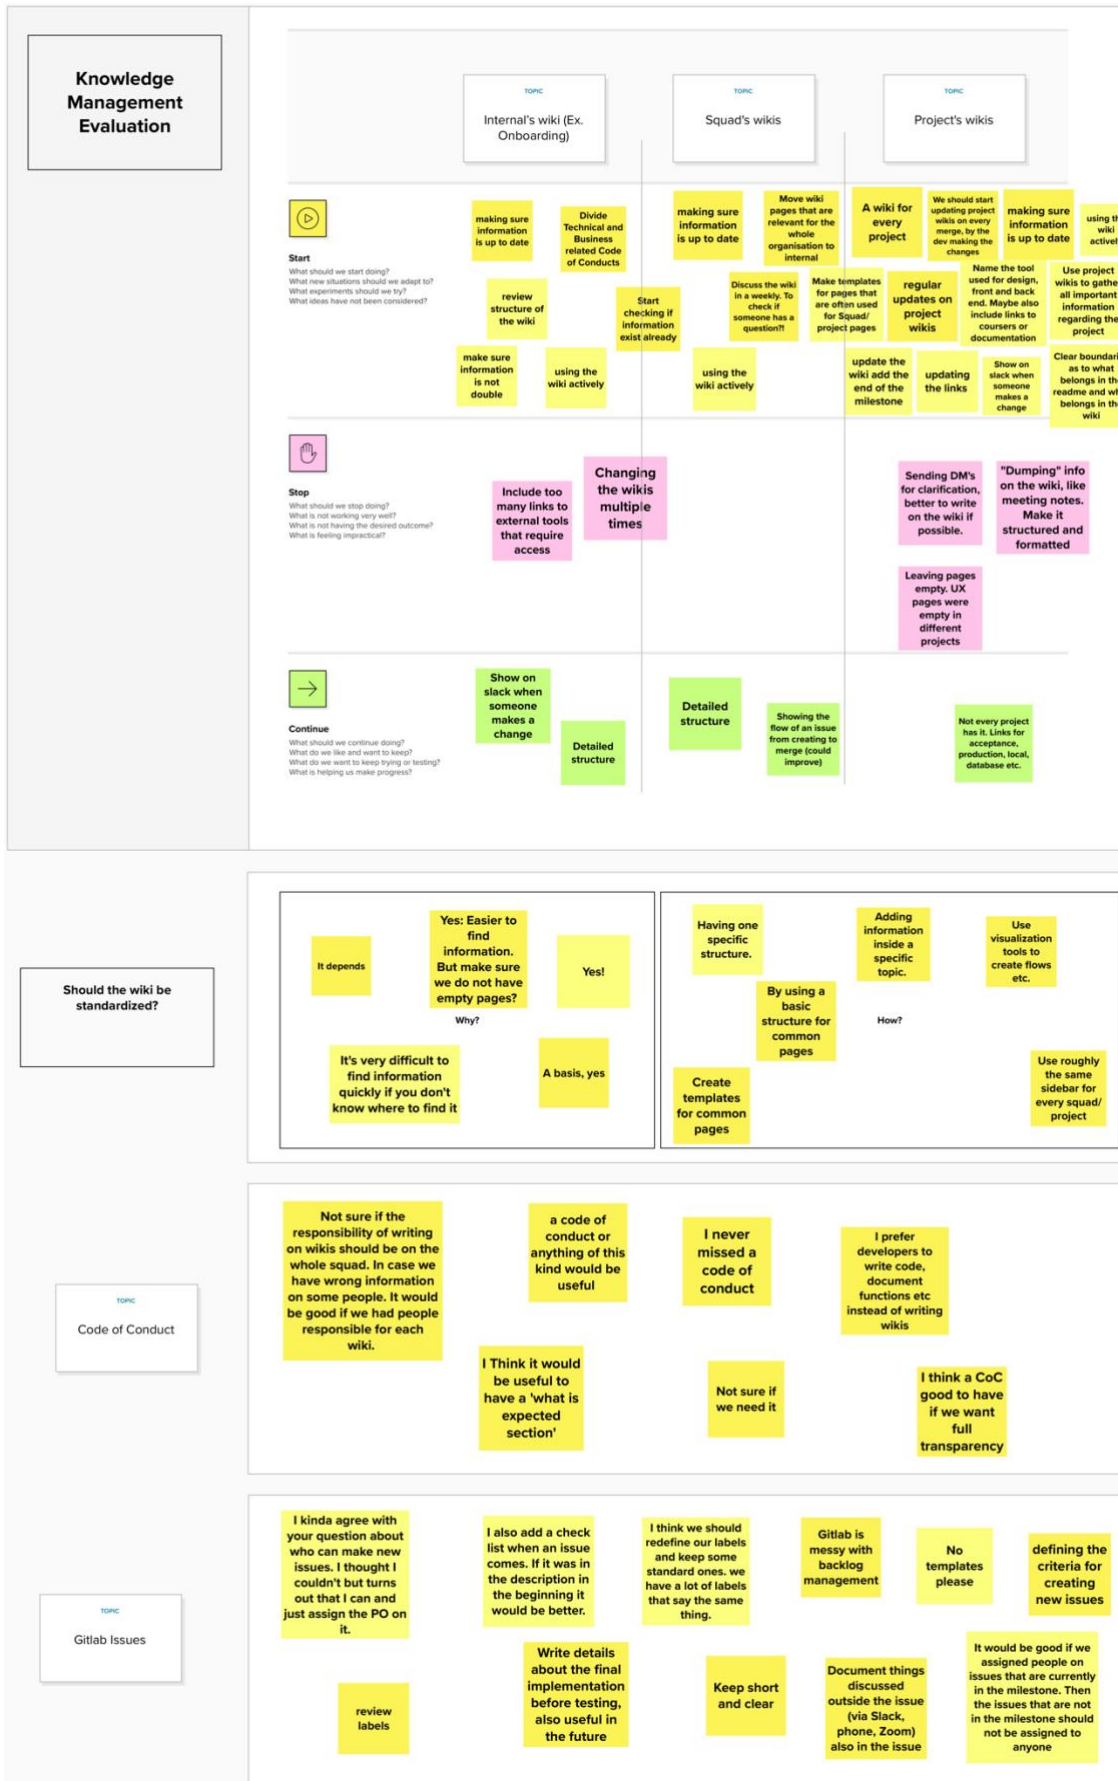 Knowledge
Management
Evaluation
TOPIC
Internal's wiki (Ex.
Onboarding)
TOPIC
Squad's wikis
TOPIC
Project's wikis
Start
What should we start doing?
What new situations should we adapt to?
What experiments should we try?
What ideas have not been considered?
making sure
information
is up to date
Divide
Technical and
Business
related Code
of Conducts
review
structure of
the wiki
Start
checking if
information
exist already
make sure
information
is not
double
using the
wiki actively
making sure
information
is up to date
Move wiki
pages that are
relevant for the
whole
organisation to
internal
Discuss the wiki
in a weekly. To
check if
someone has a
question?!
Make templates
for pages that
are often used
for Squad/
project pages
using the
wiki actively
A wiki for
every
project
We should start
updating project
wikis on every
merge, by the
dev making the
changes
making sure
information
is up to date
using
wiki
regular
updates on
project
wikis
Name the tool
used for design,
front and back
end. Maybe also
include links to
coursers or
documentation
Use project
wikis to
all important
information
regarding the
project
update the
wiki add the
end of the
milestone
updating
the links
Show on
slack when
someone
makes a
change
Clear
as to what
belongs in the
readme and
belongs in the
wiki
Stop
What should we stop doing?
What is not working very well?
What is not having the desired outcome?
What is feeling impractical?
Include too
many links to
external tools
that require
access
Changing
the wikis
multiple
times
Sending DM's
for clarification,
better to write
on the wiki if
possible.
"Dumping" info
on the wiki, like
meeting notes.
Make it
structured and
formatted
Leaving pages
empty. UX
pages were
empty in
different
projects
Continue
What should we continue doing?
What do we like and want to keep?
What do we want to keep trying or testing?
What is helping us make progress?
Show on
slack when
someone
makes a
change
Detailed
structure
Detailed
structure
Showing the
flow of an issue
from creating to
merge (could
improve)
Not every project
has it. Links for
acceptance,
production, local,
database etc.
Should the wiki be
standardized?
It depends
Yes: Easier to
find
information.
But make sure
we do not have
empty pages?
Yes!
Why?
It's very difficult to
find information
quickly if you don't
know where to find it
A basis, yes
Having one
specific
structure.
Adding
information
inside a
specific
topic.
Use
visualization
tools to
create flows
etc.
By using a
basic
structure for
common
pages
How?
Create
templates
for common
pages
Use roughly
the same
sidebar for
every squad/
project
TOPIC
Code of Conduct
Not sure if the
responsibility of writing
on wikis should be on the
whole squad. In case we
have wrong information
on some people. It would
be good if we had people
responsible for each
wiki.
a code of
conduct or
anything of this
kind would be
useful
I never
missed a
code of
conduct
I prefer
developers to
write code,
document
functions etc
instead of writing
wikis
I Think it would
be useful to
have a 'what is
expected
section'
Not sure if
we need it
I think a CoC
good to have
if we want
full
transparency
TOPIC
Gitlab Issues
I kinda agree with
your question about
who can make new
issues. I thought I
couldn't but turns
out that I can and
just assign the PO on
it.
I also add a check
list when an issue
comes. If it was in
the description in
the beginning it
would be better.
I think we should
redefine our labels
and keep some
standard ones. we
have a lot of labels
that say the same
thing.
Gitlab is
messy with
backlog
management
No
templates
please
defining the
criteria for
creating
new issues
review
labels
Write details
about the final
implementation
before testing,
also useful in
the future
Keep short
and clear
Document things
discussed
outside the issue
(via Slack,
phone, Zoom)
also in the issue
It would be good if we
assigned people on
issues that are currently
in the milestone. Then
the issues that are not
in the milestone should
not be assigned to
anyone